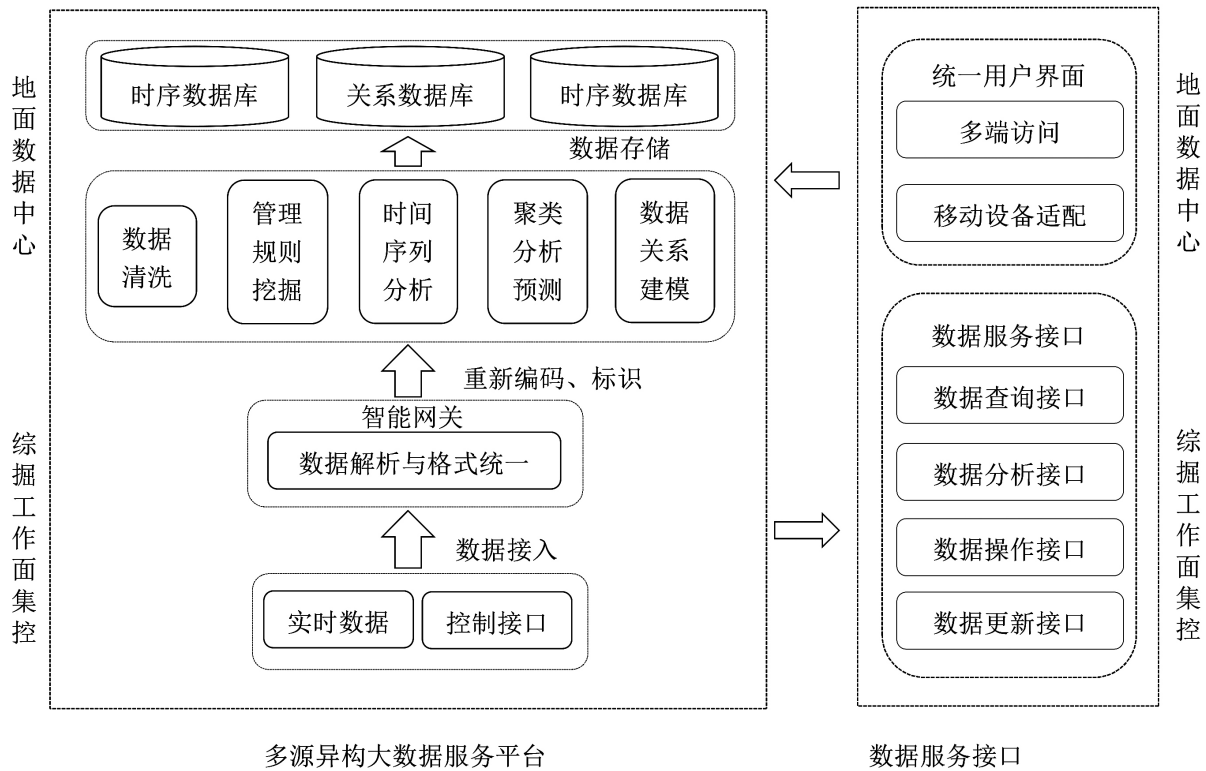 地面数据中心
综掘工作面集控
时序数据库
关系数据库
时序数据库
数据存储
数据
清洗
管理
规则
挖掘
时间
序列
分析
聚类
分析
预测
数据
关系
建模
重新编码、标识
智能网关
数据解析与格式统一
数据接入
实时数据
控制接口
多源异构大数据服务平台
统一用户界面
多端访问
移动设备适配
数据服务接口
数据查询接口
数据分析接口
数据操作接口
数据更新接口
地面数据中心
综掘工作面集控
数据服务接口